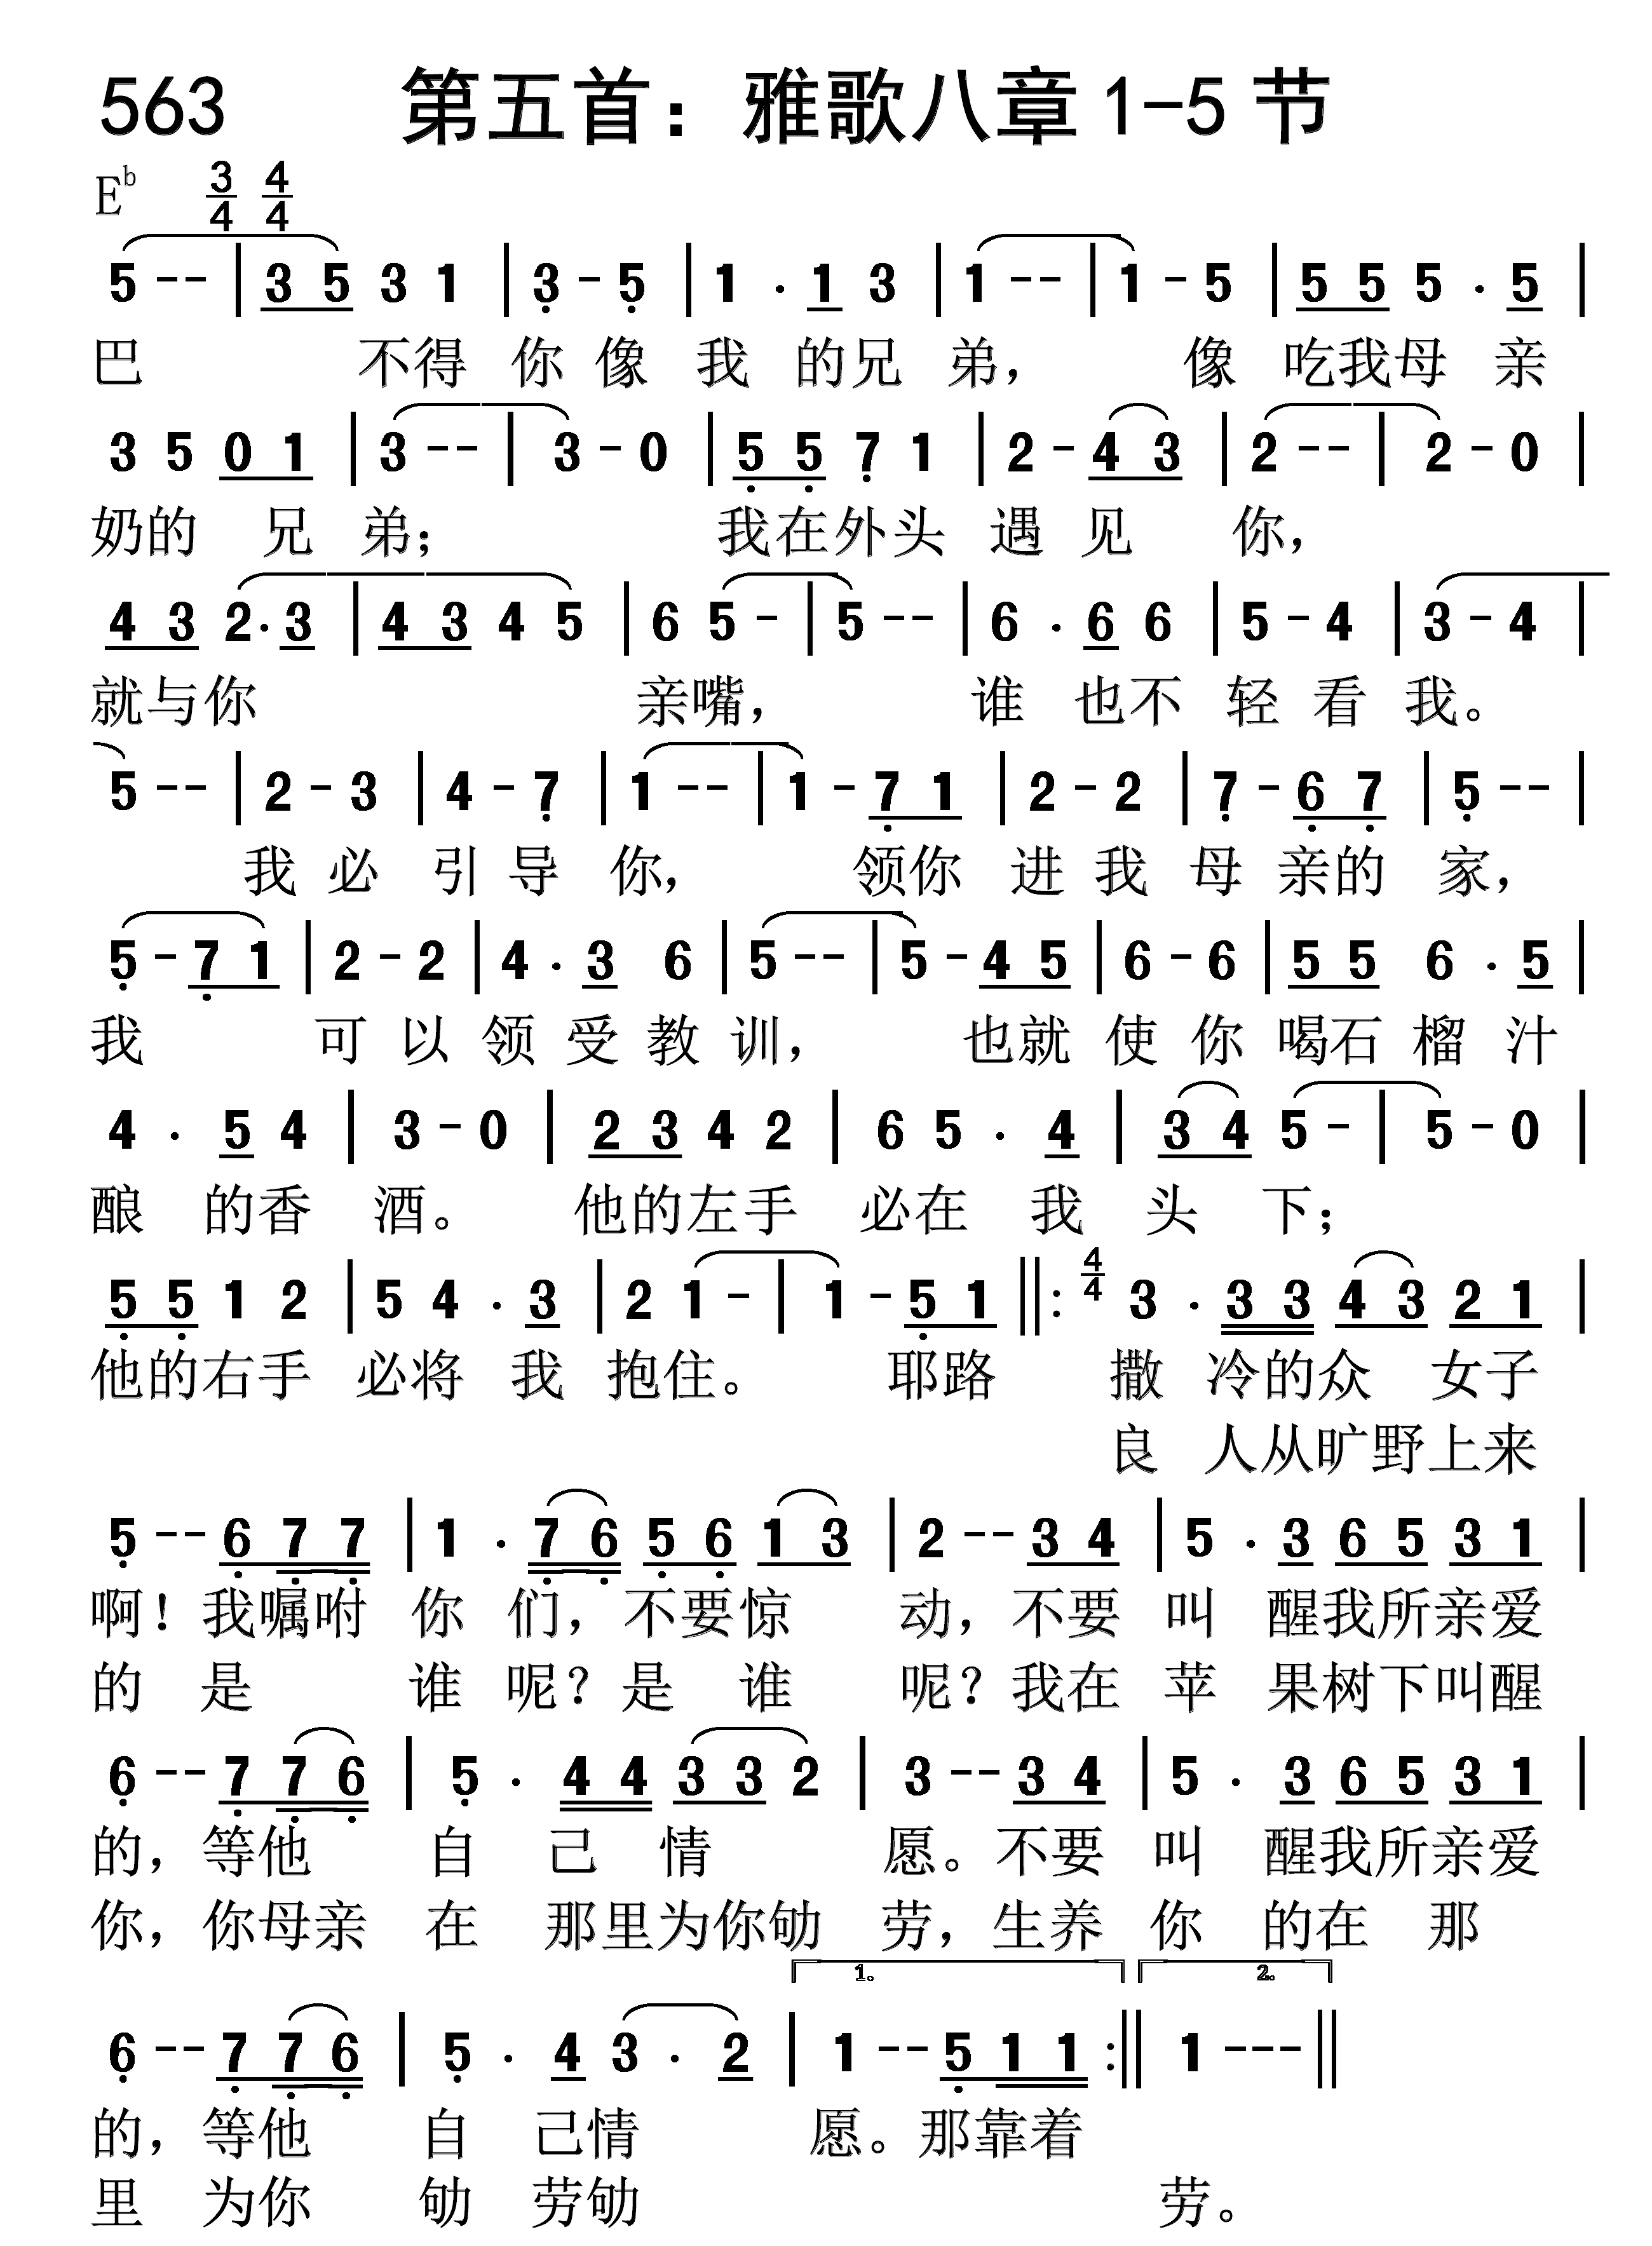 563 第五首：雅歌八章1-5节
E♭ 3/4 4/4
5 - - | 3 5 3 1 | 3 - 5 | 1 · 1 3 | 1 - - | 1 - 5 | 5 5 5 · 5 |
巴 不得 你 像 我 的兄 弟， 像 吃我母 亲
3 5 0 1 | 3 - - | 3 - 0 | 5 5 7 1 | 2 - 4 3 | 2 - - | 2 - 0 |
奶的 兄 弟； 我在外头 遇 见 你，
4 3 2· 3 | 4 3 4 5 | 6 5 - | 5 - - | 6 · 6 6 | 5 - 4 | 3 - 4 |
就与你 亲嘴， 谁 也不 轻 看 我。
5 - - | 2 - 3 | 4 - 7 | 1 - - | 1 - 7 1 | 2 - 2 | 7 - 6 7 | 5 - - |
我 必 引 导 你， 领你 进 我 母 亲的 家，
5 - 7 1 | 2 - 2 | 4 · 3 6 | 5 - - | 5 - 4 5 | 6 - 6 | 5 5 6 · 5 |
我 可 以 领 受 教 训， 也就 使 你 喝石 榴 汁
4 · 5 4 | 3 - 0 | 2 3 4 2 | 6 5 · 4 | 3 4 5 - | 5 - 0 |
酿 的香 酒。 他的左手 必在 我 头 下；
5 5 1 2 | 5 4 · 3 | 2 1 - | 1 - 5 1 ‖: 4/4 3 · 3 3 4 3 2 1 |
他的右手 必将 我 抱住。 耶路 撒 冷的众 女子
良 人从旷野上来
5 - - 6 7 7 | 1 · 7 6 5 6 1 3 | 2 - - 3 4 | 5 · 3 6 5 3 1 |
啊！我嘱咐 你 们，不要惊 动，不要 叫 醒我所亲爱
的 是 谁 呢？是 谁 呢？我在 苹 果树下叫醒
6 - - 7 7 6 | 5 · 4 4 3 3 2 | 3 - - 3 4 | 5 · 3 6 5 3 1 |
的，等他 自 己 情 愿。不要 叫 醒我所亲爱
你，你母亲 在 那里为你劬 劳，生养 你 的在 那
1。 2。
6 - - 7 7 6 | 5 · 4 3 · 2 | 1 - - 5 1 1 :‖ 1 - - - ‖
的，等他 自 己情 愿。那靠着
里 为你 劬 劳劬 劳。